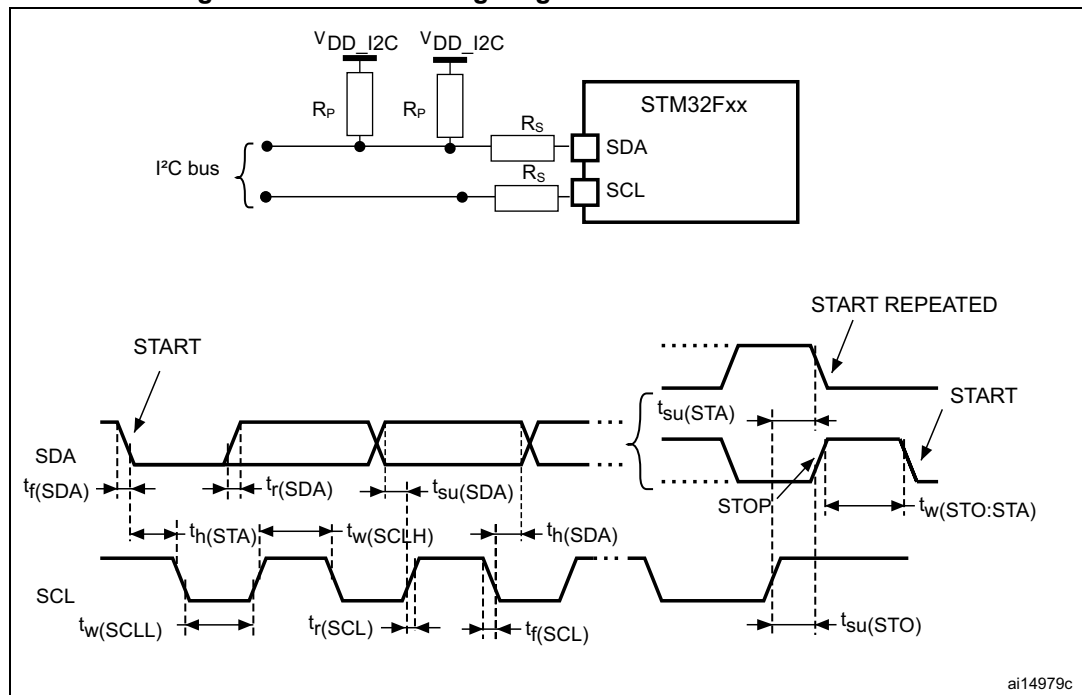 V DD_I2C V DD_I2C
STM32Fxx
RP RP RS
SDA
I²C bus
RS
SCL
START REPEATED
START
START
tsu(STA)
SDA
tf(SDA) tr(SDA) tsu(SDA) STOP tw(STO:STA)
th(STA) tw(SCLH) th(SDA)
SCL
tw(SCLL) tr(SCL) tf(SCL) tsu(STO)
ai14979c